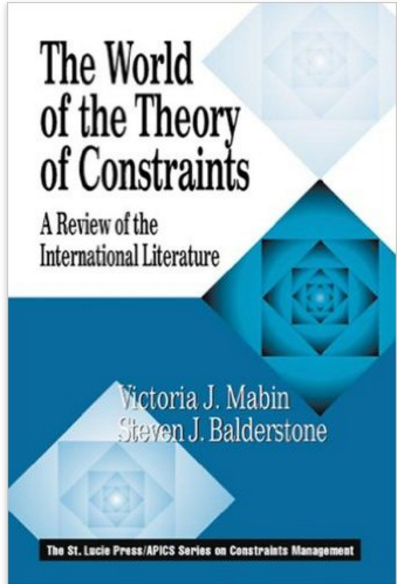 The World
of the Theory
of Constraints
A Review of the
International Literature
Victoria J. Mabin
Steven J. Balderstone
The St. Lucie Press/APICS Series on Constraints Management